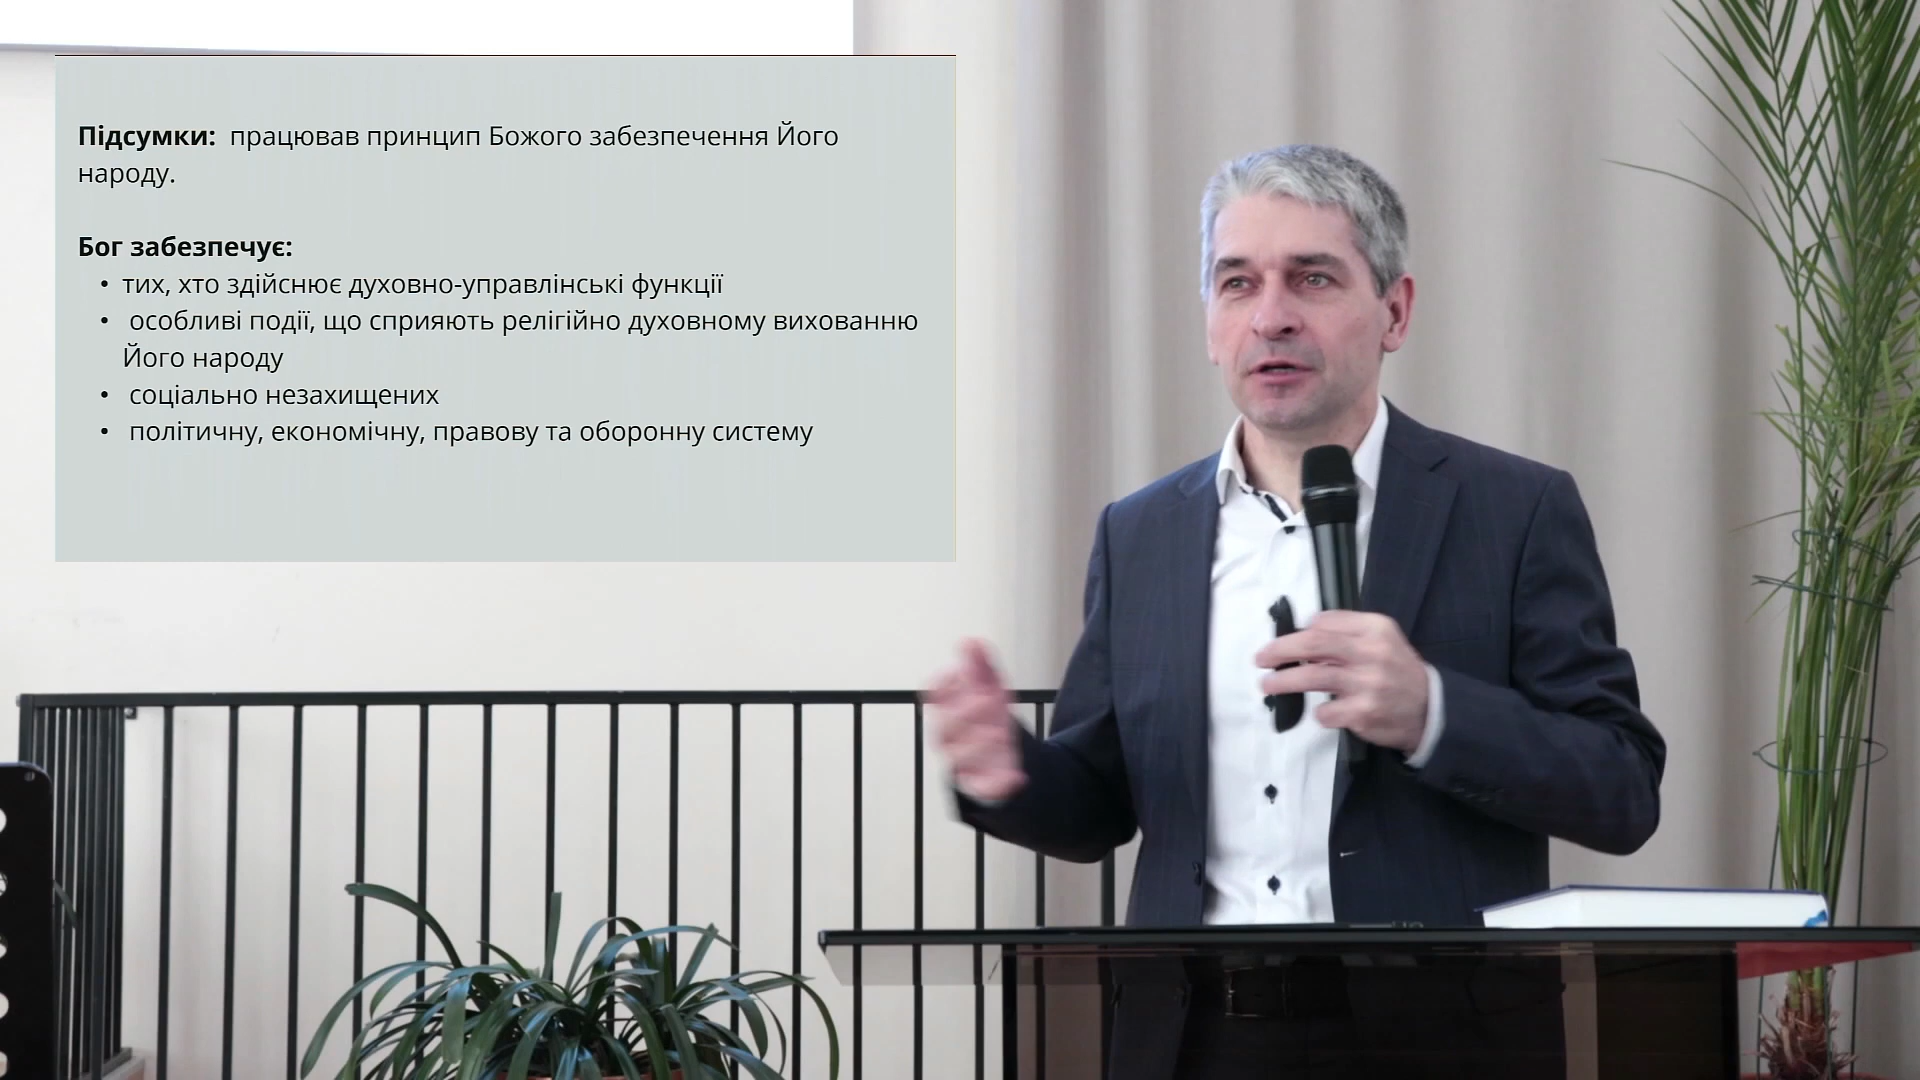 Підсумки: працював принцип Божого забезпечення Його
народу.
Бог забезпечує:
• тих, хто здійснює духовно-управлінські функції
• особливі події, що сприяють релігійно духовному вихованню
Його народу
• соціально незахищених
• політичну, економічну, правову та оборонну систему